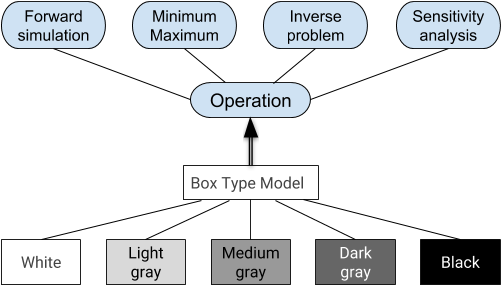 Forward
simulation
Minimum
Maximum
Inverse
problem
Sensitivity
analysis
Operation
Box Type Model
White
Light
gray
Medium
gray
Dark
gray
Black